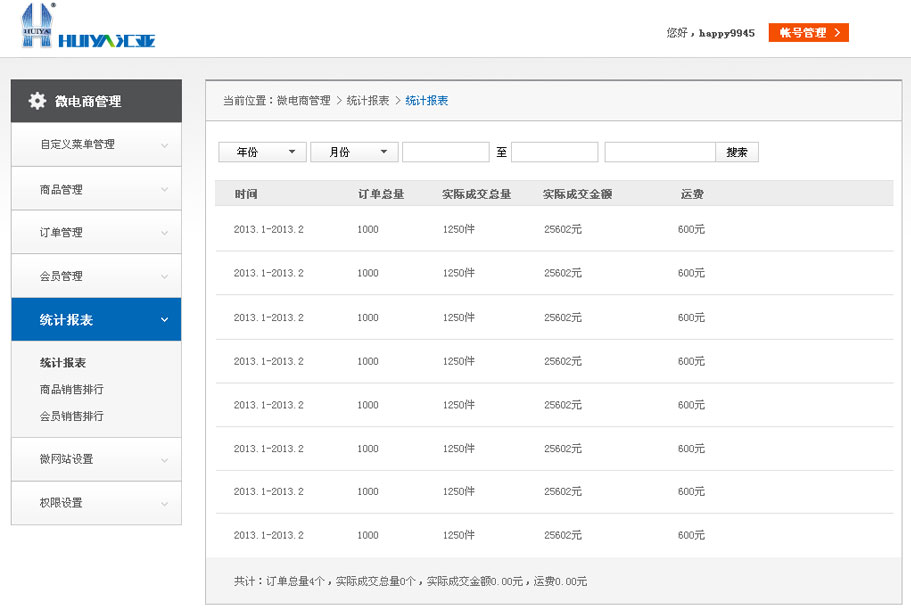 HUIYA
HUIYA汇亚
您好，happy9945
帐号管理 >
微电商管理
自定义菜单管理
商品管理
订单管理
会员管理
统计报表
统计报表
商品销售排行
会员销售排行
微网站设置
权限设置
当前位置：微电商管理 > 统计报表 > 统计报表
年份 月份 至 搜索
时间 订单总量 实际成交总量 实际成交金额 运费
2013.1-2013.2 1000 1250件 25602元 600元
2013.1-2013.2 1000 1250件 25602元 600元
2013.1-2013.2 1000 1250件 25602元 600元
2013.1-2013.2 1000 1250件 25602元 600元
2013.1-2013.2 1000 1250件 25602元 600元
2013.1-2013.2 1000 1250件 25602元 600元
2013.1-2013.2 1000 1250件 25602元 600元
2013.1-2013.2 1000 1250件 25602元 600元
共计：订单总量4个，实际成交总量0个，实际成交金额0.00元，运费0.00元